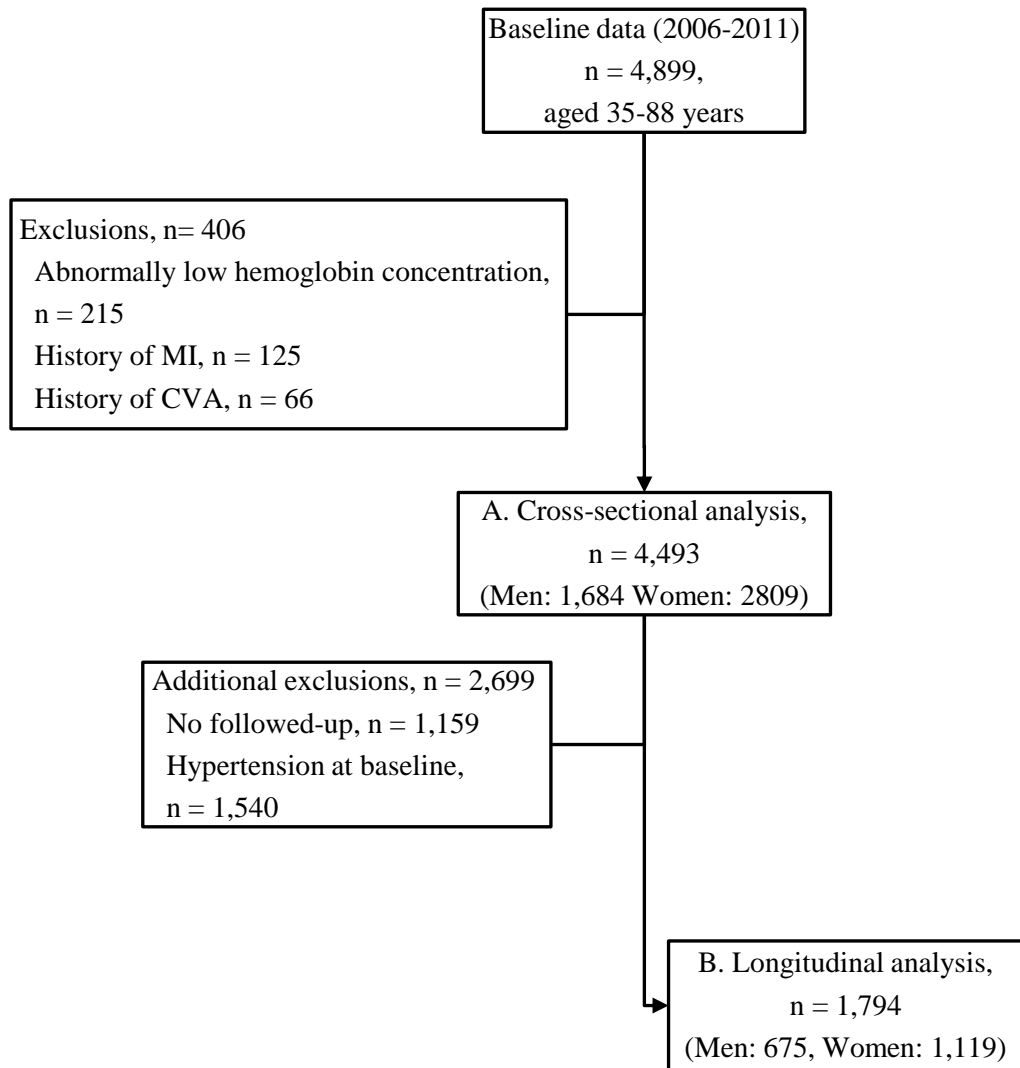 Baseline data (2006-2011)
n = 4,899,
aged 35-88 years
Exclusions, n= 406
Abnormally low hemoglobin concentration,
n = 215
History of MI, n = 125
History of CVA, n = 66
A. Cross-sectional analysis,
n = 4,493
(Men: 1,684 Women: 2809)
Additional exclusions, n = 2,699
No followed-up, n = 1,159
Hypertension at baseline,
n = 1,540
B. Longitudinal analysis,
n = 1,794
(Men: 675, Women: 1,119)